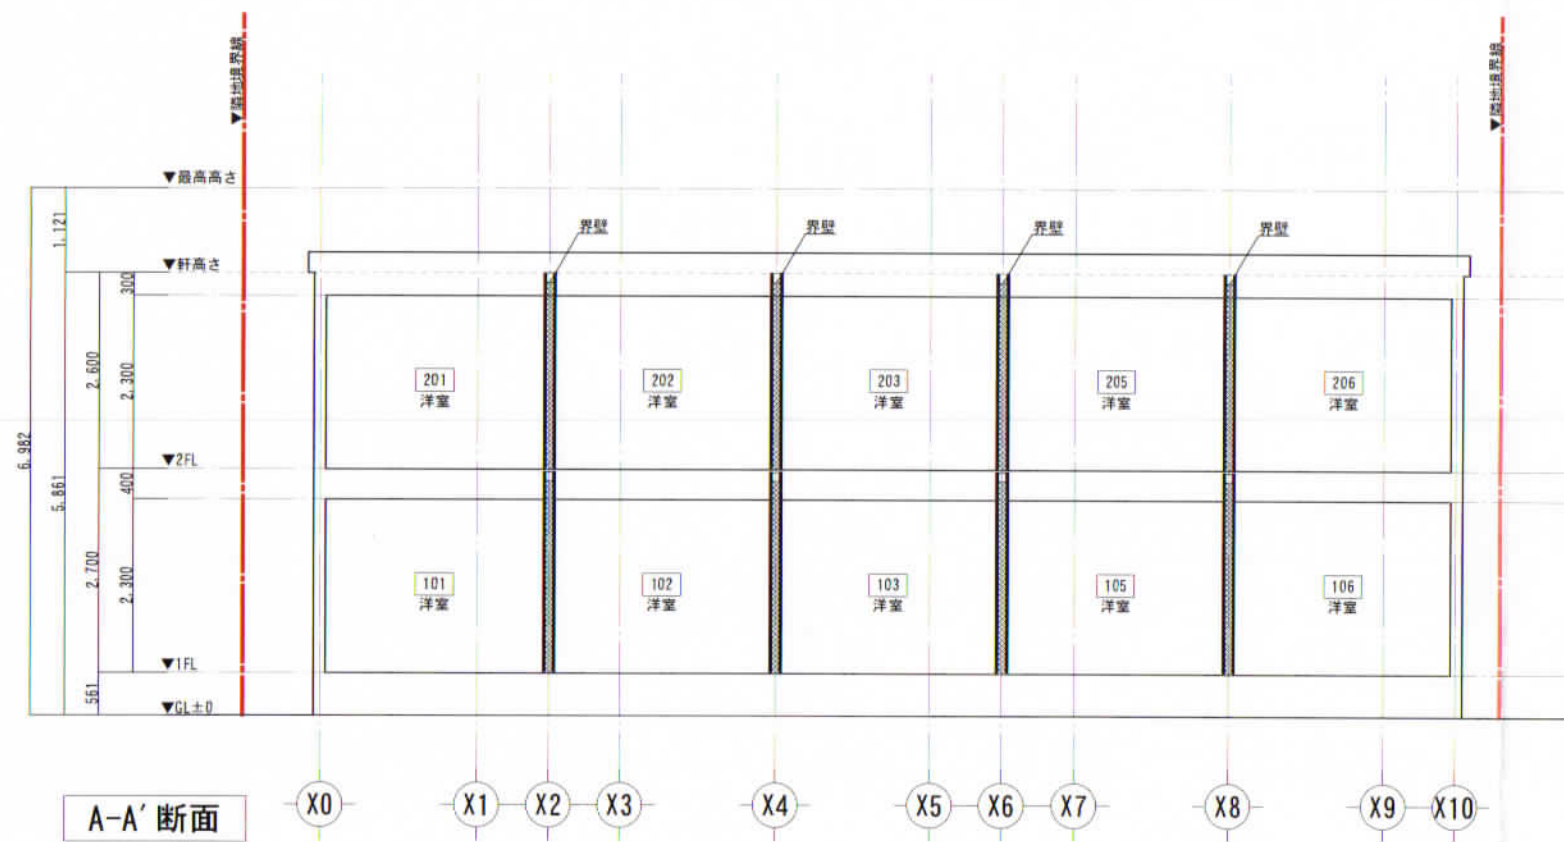 ▼隣地境界線
▼隣地境界線
▼最高高さ
1,121
界壁
界壁
界壁
界壁
▼軒高さ
300
2,600
2,300
201
洋室
202
洋室
203
洋室
205
洋室
206
洋室
6,982
5,861
▼2FL
400
2,700
2,300
101
洋室
102
洋室
103
洋室
105
洋室
106
洋室
▼1FL
561
▼GL±0
A-A' 断面
X0
X1
X2
X3
X4
X5
X6
X7
X8
X9
X10